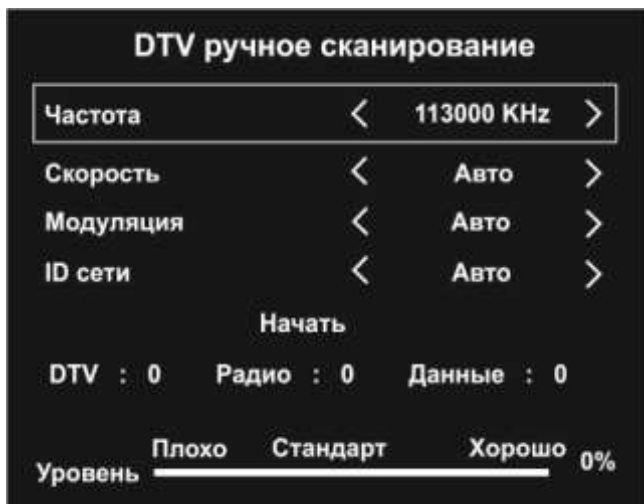 DTV ручное сканирование
Частота < 113000 KHz >
Скорость < Авто >
Модуляция < Авто >
ID сети < Авто >
Начать
DTV : 0 Радио : 0 Данные : 0
Плохо Стандарт Хорошо
Уровень 0%